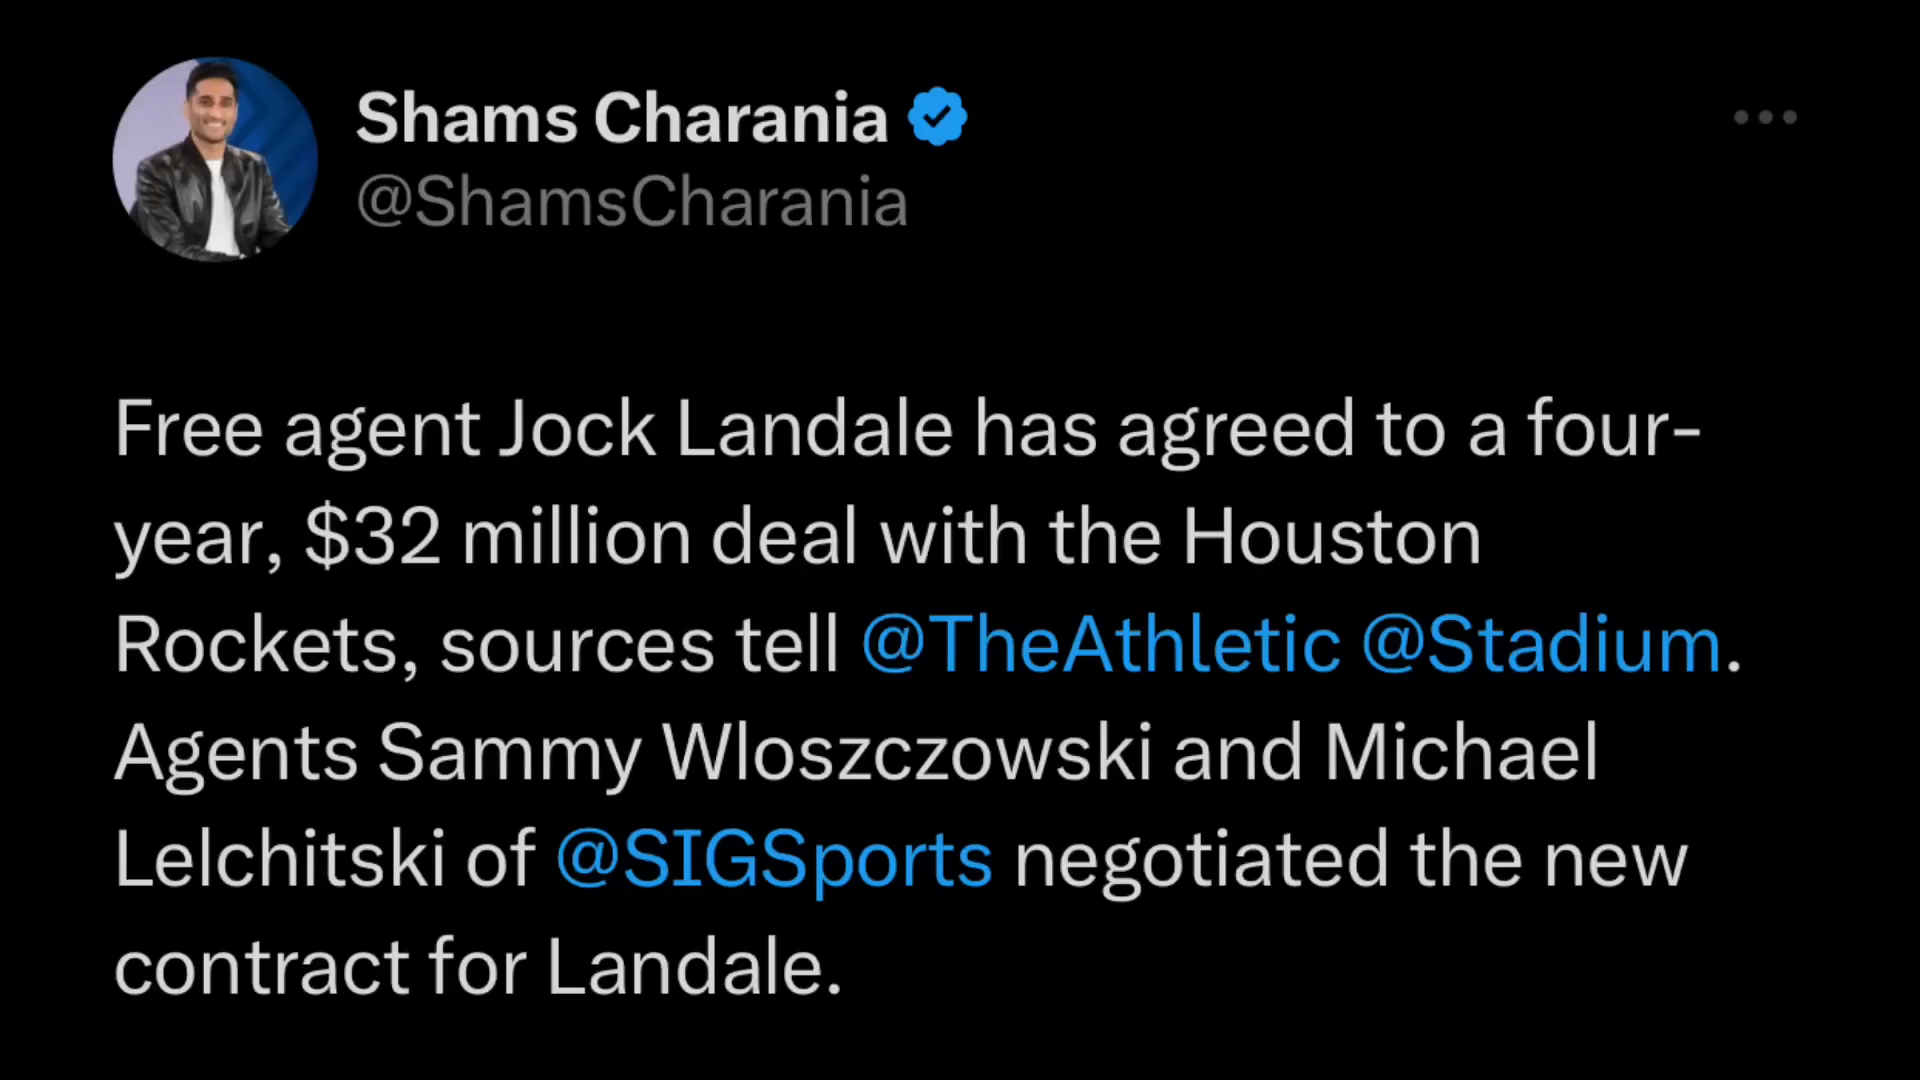 Shams Charania
@ShamsCharania
Free agent Jock Landale has agreed to a four-
year, $32 million deal with the Houston
Rockets, sources tell @TheAthletic @Stadium.
Agents Sammy Wloszczowski and Michael
Lelchitski of @SIGSports negotiated the new
contract for Landale.